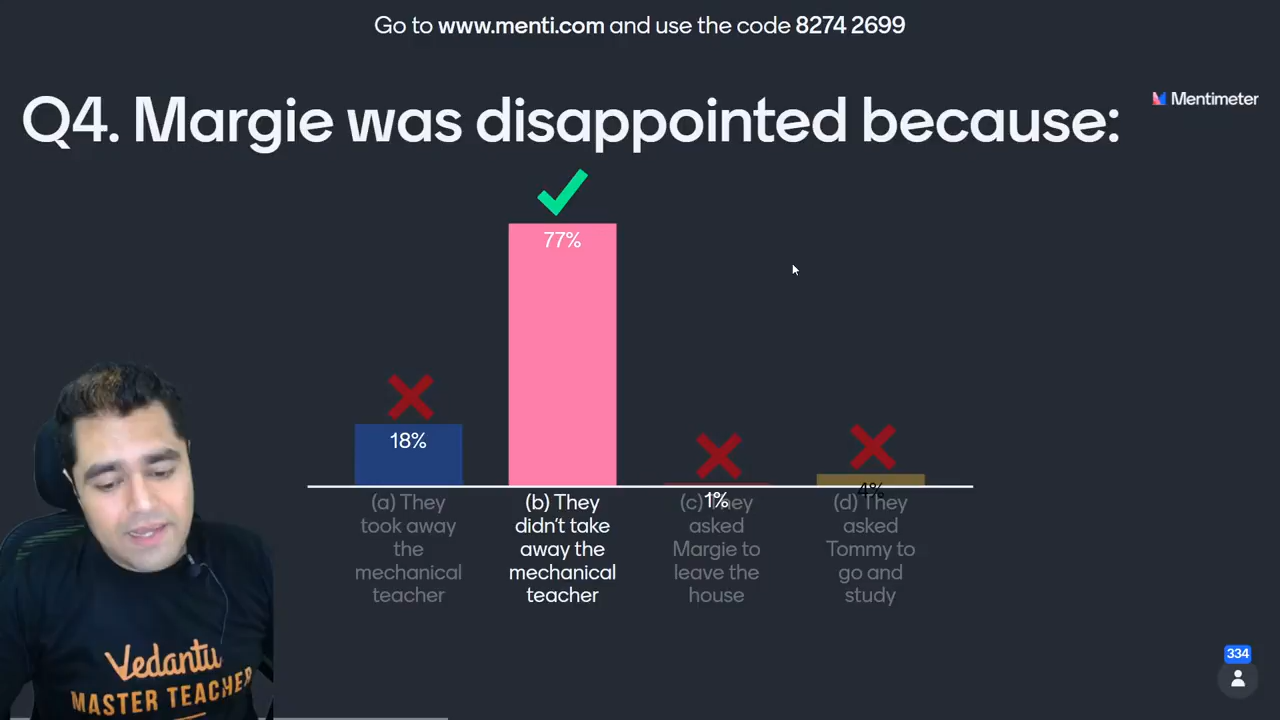 Go to www.menti.com and use the code 8274 2699
Mentimeter
Q4. Margie was disappointed because:
77%
18%
1%
4%
(a) They
took away
the
mechanical
teacher
(b) They
didn't take
away the
mechanical
teacher
(c) They
asked
Margie to
leave the
house
(d) They
asked
Tommy to
go and
study
Vedantu
MASTER TEACHER
334